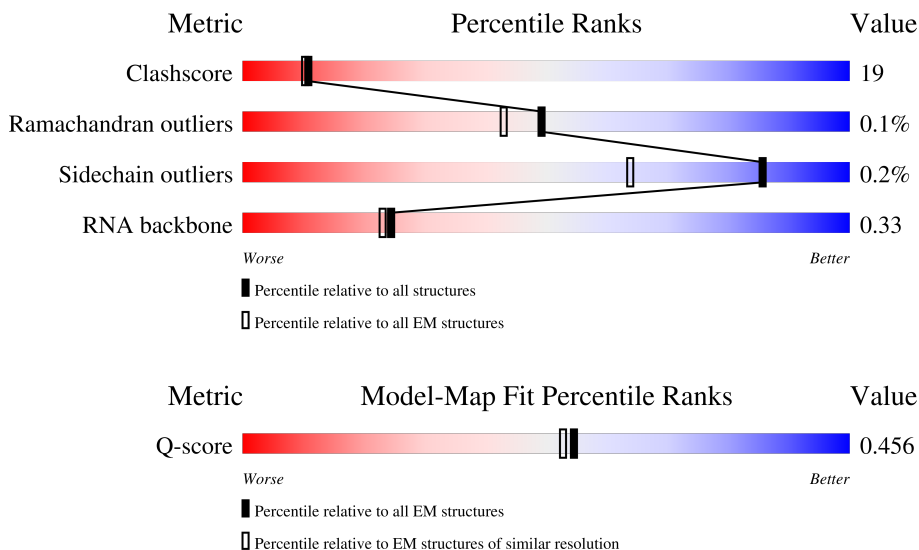 Metric Percentile Ranks Value
Clashscore 19
Ramachandran outliers 0.1%
Sidechain outliers 0.2%
RNA backbone 0.33
Worse Better
Percentile relative to all structures
Percentile relative to all EM structures
Metric Model-Map Fit Percentile Ranks Value
Q-score 0.456
Worse Better
Percentile relative to all EM structures
Percentile relative to EM structures of similar resolution